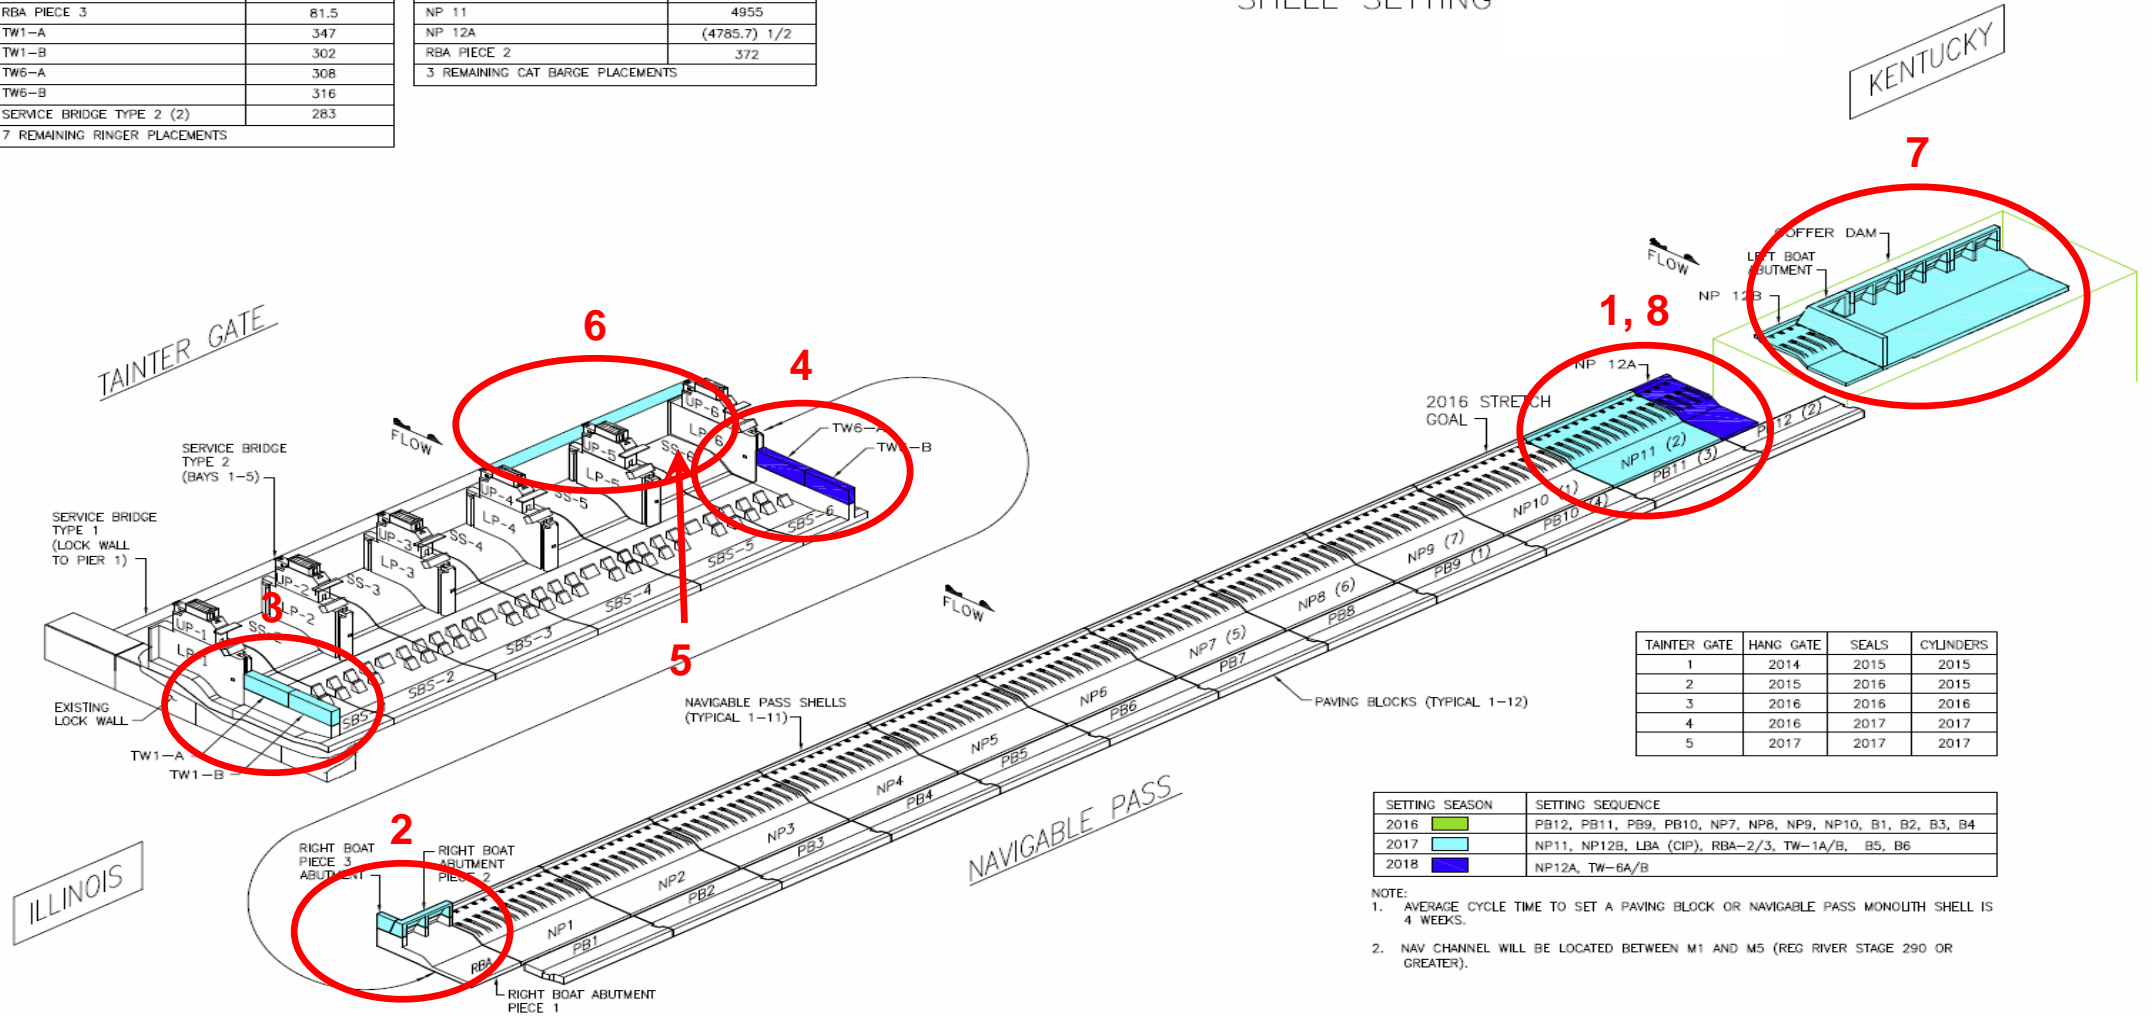 RBA PIECE 3 81.5
TW1-A 347
TW1-B 302
TW6-A 308
TW6-B 316
SERVICE BRIDGE TYPE 2 (2) 283
7 REMAINING RINGER PLACEMENTS
NP 11 4955
NP 12A (4785.7) 1/2
RBA PIECE 2 372
3 REMAINING CAT BARGE PLACEMENTS
SHELL SETTING
KENTUCKY
7
COFFER DAM
LEFT BOAT
ABUTMENT
NP 12B
FLOW
1, 8
NP 12A
2016 STRETCH
GOAL
TAINTER GATE
6
4
FLOW
UP-6
LP-6
TW6-A
TW6-B
UP-5
LP-5
SS-6
SERVICE BRIDGE
TYPE 2
(BAYS 1-5)
UP-4
LP-4
SS-5
UP-3
LP-3
SS-4
SERVICE BRIDGE
TYPE 1
(LOCK WALL
TO PIER 1)
UP-2
LP-2
SS-3
UP-1
LP-1
SS-2
3
SBS-6
SBS-5
SBS-4
SBS-3
SBS-2
SBS-1
5
EXISTING
LOCK WALL
TW1-A
TW1-B
FLOW
PB12 (2)
NP11 (2)
PB11 (3)
NP10 (1)
PB10 (4)
NP9 (7)
PB9 (1)
NP8 (6)
PB8
NP7 (5)
PB7
NP6
PB6
NP5
PB5
NP4
PB4
NP3
PB3
NP2
PB2
NP1
PB1
RBA
NAVIGABLE PASS SHELLS
(TYPICAL 1-11)
PAVING BLOCKS (TYPICAL 1-12)
NAVIGABLE PASS
ILLINOIS
2
RIGHT BOAT
PIECE 3
ABUTMENT
RIGHT BOAT
ABUTMENT
PIECE 2
RIGHT BOAT ABUTMENT
PIECE 1
TAINTER GATE HANG GATE SEALS CYLINDERS
1 2014 2015 2015
2 2015 2016 2015
3 2016 2016 2016
4 2016 2017 2017
5 2017 2017 2017
SETTING SEASON SETTING SEQUENCE
2016 PB12, PB11, PB9, PB10, NP7, NP8, NP9, NP10, B1, B2, B3, B4
2017 NP11, NP12B, LBA (CIP), RBA-2/3, TW-1A/B, B5, B6
2018 NP12A, TW-6A/B
NOTE:
1. AVERAGE CYCLE TIME TO SET A PAVING BLOCK OR NAVIGABLE PASS MONOLITH SHELL IS
4 WEEKS.
2. NAV CHANNEL WILL BE LOCATED BETWEEN M1 AND M5 (REG RIVER STAGE 290 OR
GREATER).